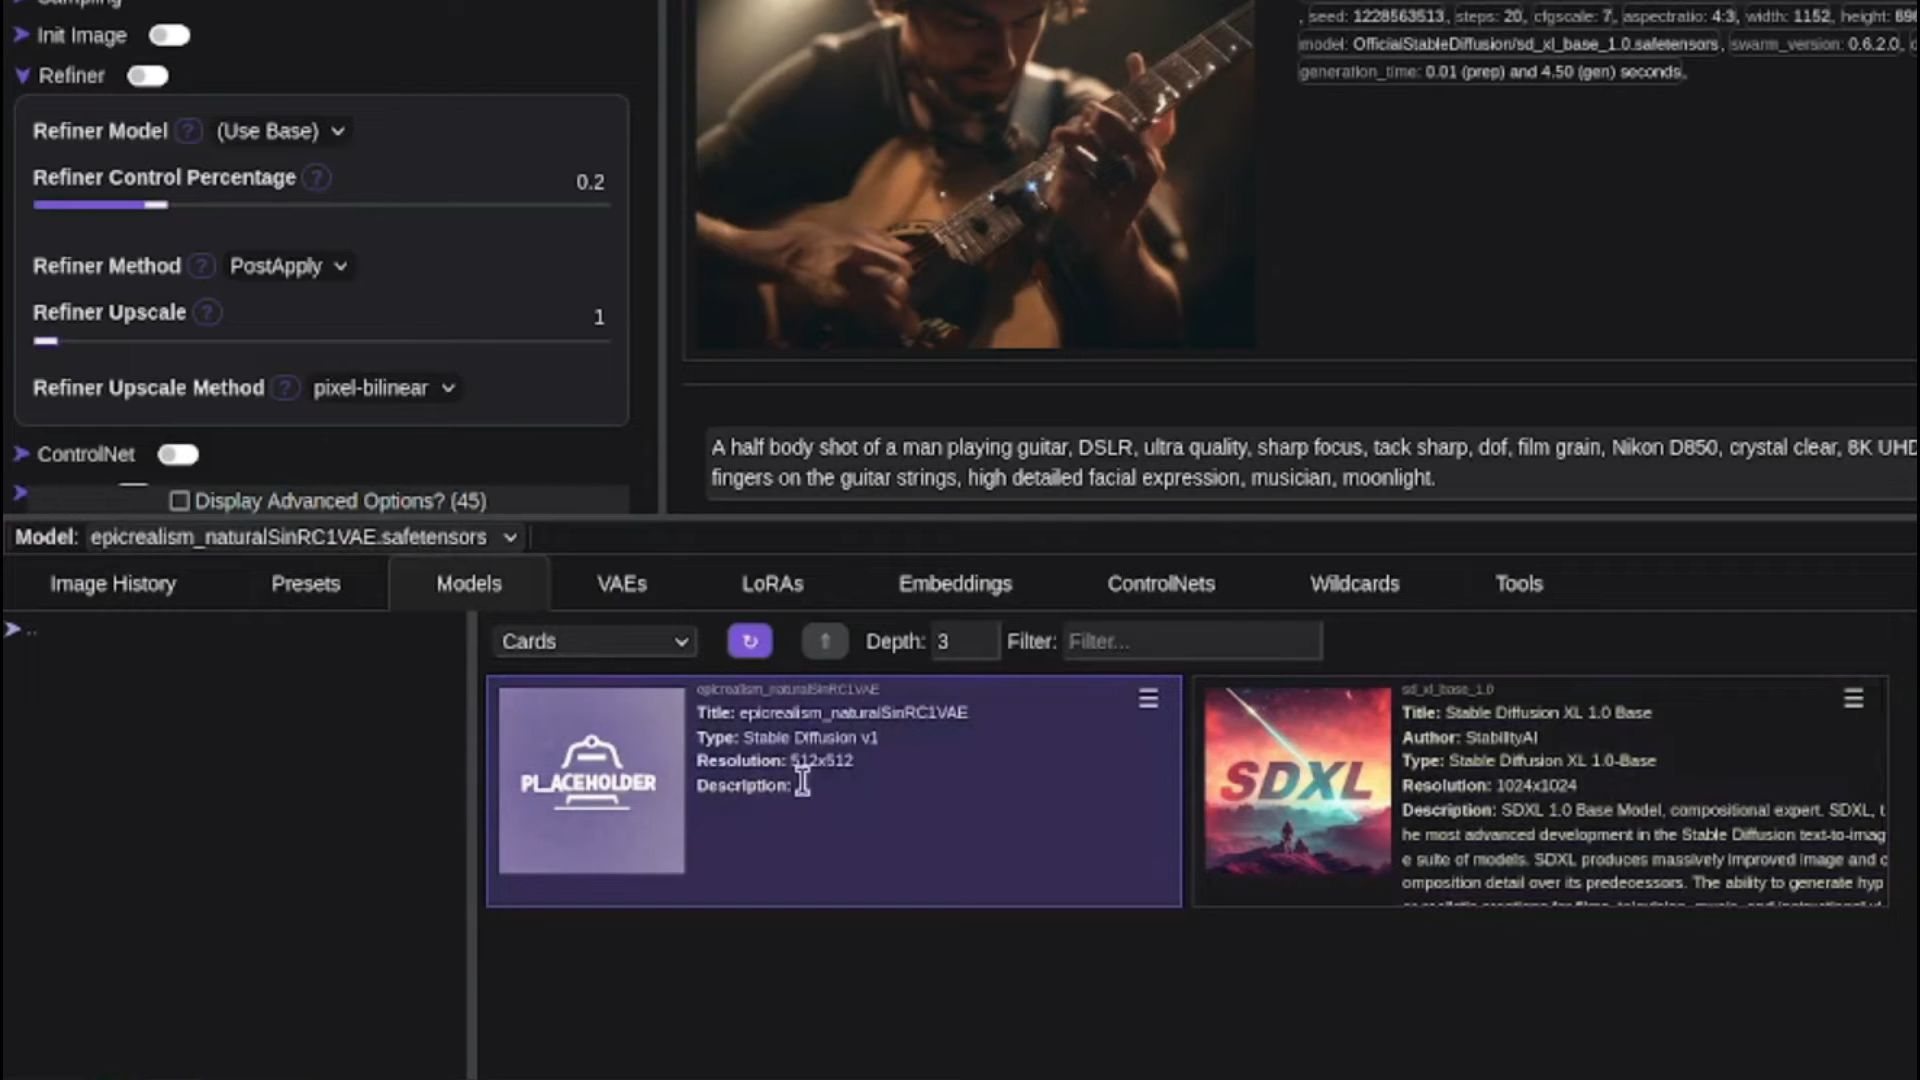 Init Image
Refiner
Refiner Model ? (Use Base)
Refiner Control Percentage ? 0.2
Refiner Method ? PostApply
Refiner Upscale ? 1
Refiner Upscale Method ? pixel-bilinear
ControlNet
Display Advanced Options? (45)
, seed: 1228563513, steps: 20, cfgscale: 7, aspectratio: 4:3, width: 1152, height: 896
model: OfficialStableDiffusion/sd_xl_base_1.0.safetensors, swarm_version: 0.6.2.0,
generation_time: 0.01 (prep) and 4.50 (gen) seconds,
A half body shot of a man playing guitar, DSLR, ultra quality, sharp focus, tack sharp, dof, film grain, Nikon D850, crystal clear, 8K UHD
fingers on the guitar strings, high detailed facial expression, musician, moonlight.
Model: epicrealism_naturalSinRC1VAE.safetensors
Image History Presets Models VAEs LoRAs Embeddings ControlNets Wildcards Tools
..
Cards ↻ ⇑ Depth: 3 Filter: Filter...
epicrealism_naturalSinRC1VAE
Title: epicrealism_naturalSinRC1VAE
Type: Stable Diffusion v1
Resolution: 512x512
Description:
PLACEHOLDER
sd_xl_base_1.0
Title: Stable Diffusion XL 1.0 Base
Author: StabilityAI
Type: Stable Diffusion XL 1.0-Base
Resolution: 1024x1024
Description: SDXL 1.0 Base Model, compositional expert. SDXL, t
he most advanced development in the Stable Diffusion text-to-imag
e suite of models. SDXL produces massively improved image and c
omposition detail over its predecessors. The ability to generate hyp
SDXL